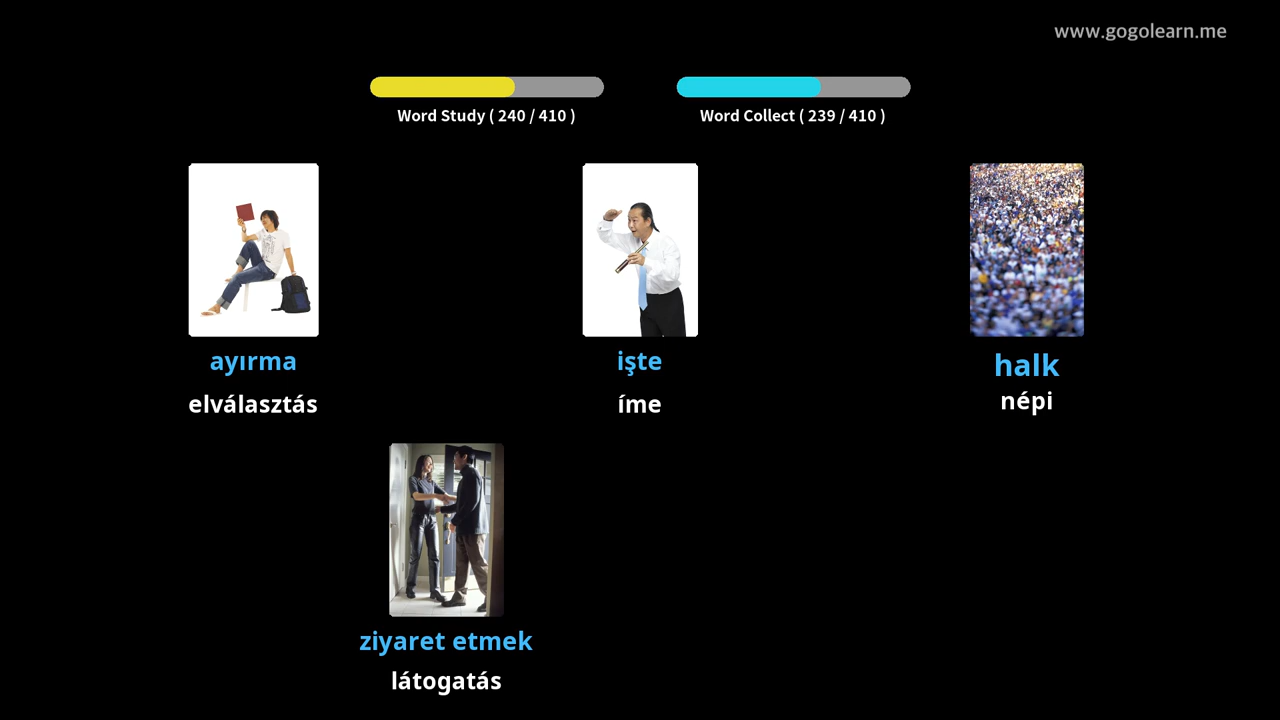 www.gogolearn.me
Word Study ( 240 / 410 )
Word Collect ( 239 / 410 )
ayırma
elválasztás
işte
íme
halk
népi
ziyaret etmek
látogatás